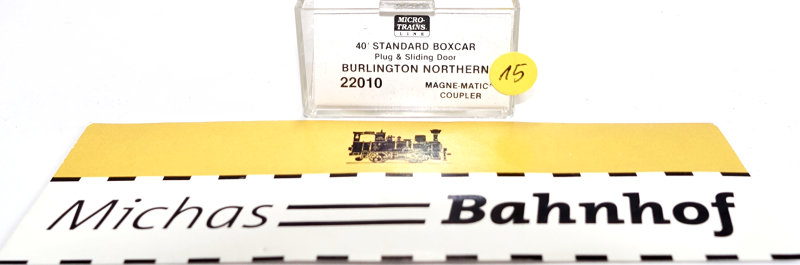 MICRO-
TRAINS
LINE
40' STANDARD BOXCAR
Plug & Sliding Door
BURLINGTON NORTHERN
15
22010 MAGNE-MATIC
COUPLER
Michas Bahnhof